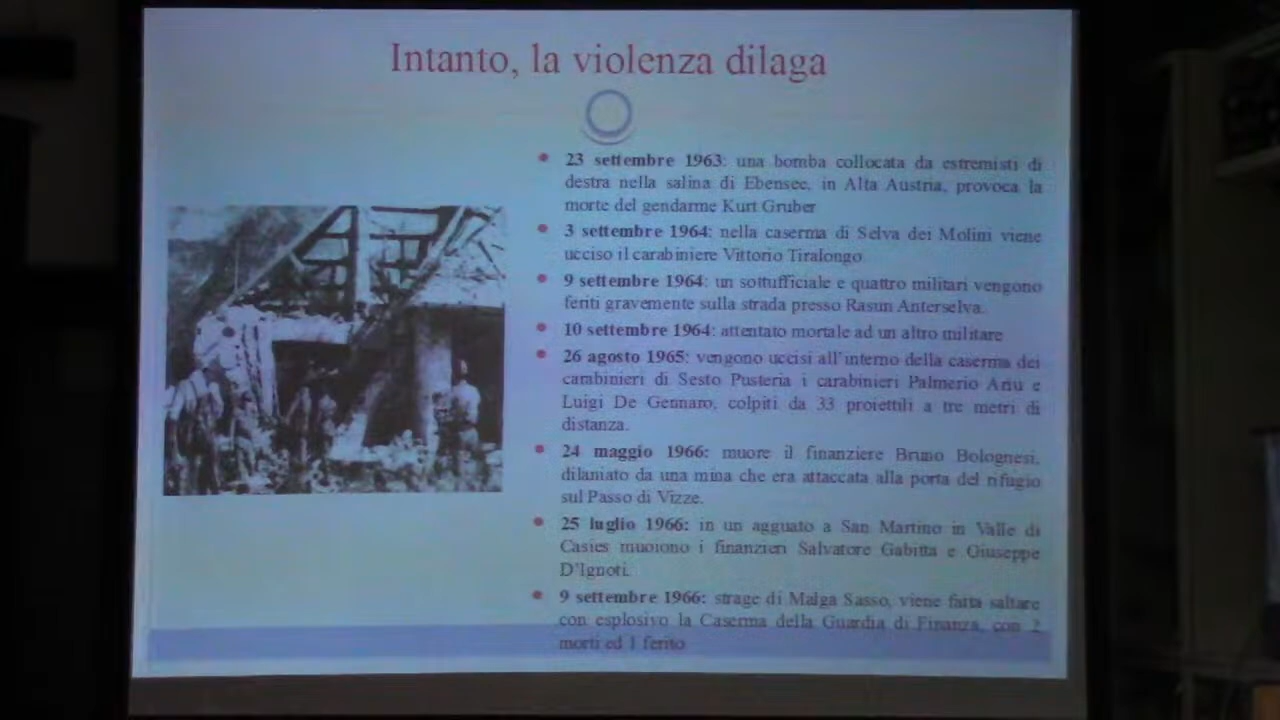 Intanto, la violenza dilaga
23 settembre 1963: una bomba collocata da estremisti di
destra nella salina di Ebensee, in Alta Austria, provoca la
morte del gendarme Kurt Gruber
3 settembre 1964: nella caserma di Selva dei Molini viene
ucciso il carabiniere Vittorio Tiralongo
9 settembre 1964: un sottufficiale e quattro militari vengono
feriti gravemente sulla strada presso Rasun Anterselva.
10 settembre 1964: attentato mortale ad un altro militare
26 agosto 1965: vengono uccisi all'interno della caserma dei
carabinieri di Sesto Pusteria i carabinieri Palmerio Ariu e
Luigi De Gennaro, colpiti da 33 proiettili a tre metri di
distanza.
24 maggio 1966: muore il finanziere Bruno Bolognesi,
dilaniato da una mina che era attaccata alla porta del rifugio
sul Passo di Vizze.
25 luglio 1966: in un agguato a San Martino in Valle di
Casies muoiono i finanzieri Salvatore Gabitta e Giuseppe
D'Ignoti.
9 settembre 1966: strage di Malga Sasso, viene fatta saltare
con esplosivo la Caserma della Guardia di Finanza, con 2
morti ed 1 ferito